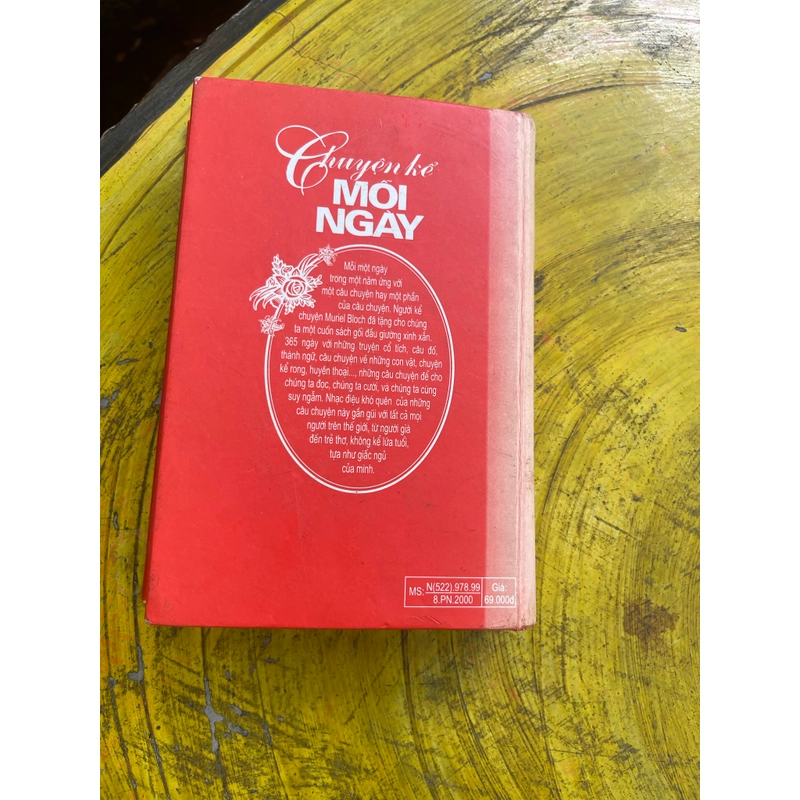 Chuyện kể
MỖI
NGÀY
Mỗi một ngày
trong một năm ứng với
một câu chuyện hay một phần
của câu chuyện. Người kể
chuyện Muriel Bloch đã tặng cho chúng
ta một cuốn sách gối đầu giường xinh xắn.
365 ngày với những truyện cổ tích, câu đố,
thành ngữ, câu chuyện về những con vật, chuyện
kể rong, huyền thoại..., những câu chuyện để cho
chúng ta đọc, chúng ta cười, và chúng ta cùng
suy ngẫm. Nhạc điệu khó quên của những
câu chuyện này gần gũi với tất cả mọi
người trên thế giới, từ người già
đến trẻ thơ, không kể lứa tuổi,
tựa như giấc ngủ
của mình.
MS: N(522).978.99 Giá:
8.PN.2000 69.000đ